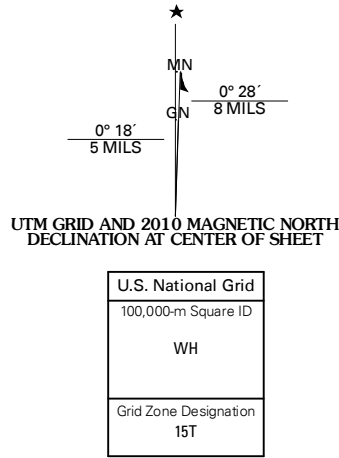 MN
0° 28´
8 MILS
GN
0° 18´
5 MILS
UTM GRID AND 2010 MAGNETIC NORTH
DECLINATION AT CENTER OF SHEET
U.S. National Grid
100,000-m Square ID
WH
Grid Zone Designation
15T